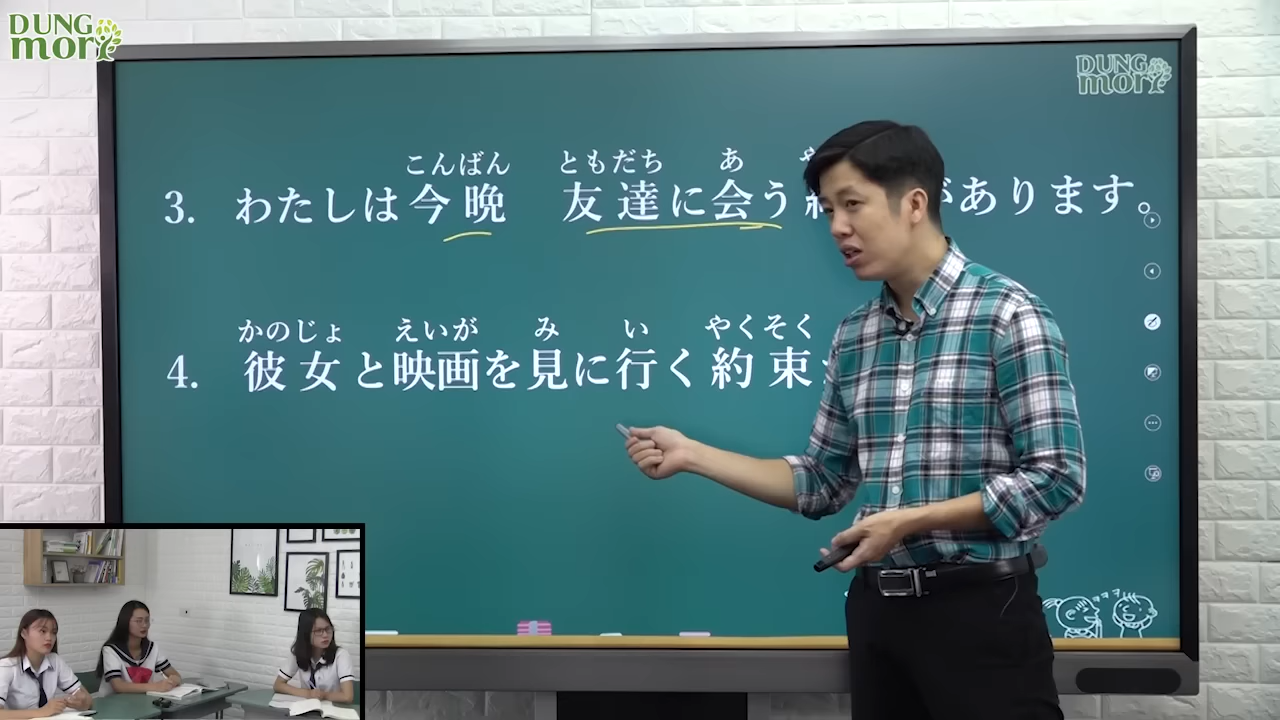 DUNG
mori
DUNG
mori
こんばん ともだち あ
3. わたしは今晩 友達に会う があります。
かのじょ えいが み い やくそく
4. 彼女と映画を見に行く約束